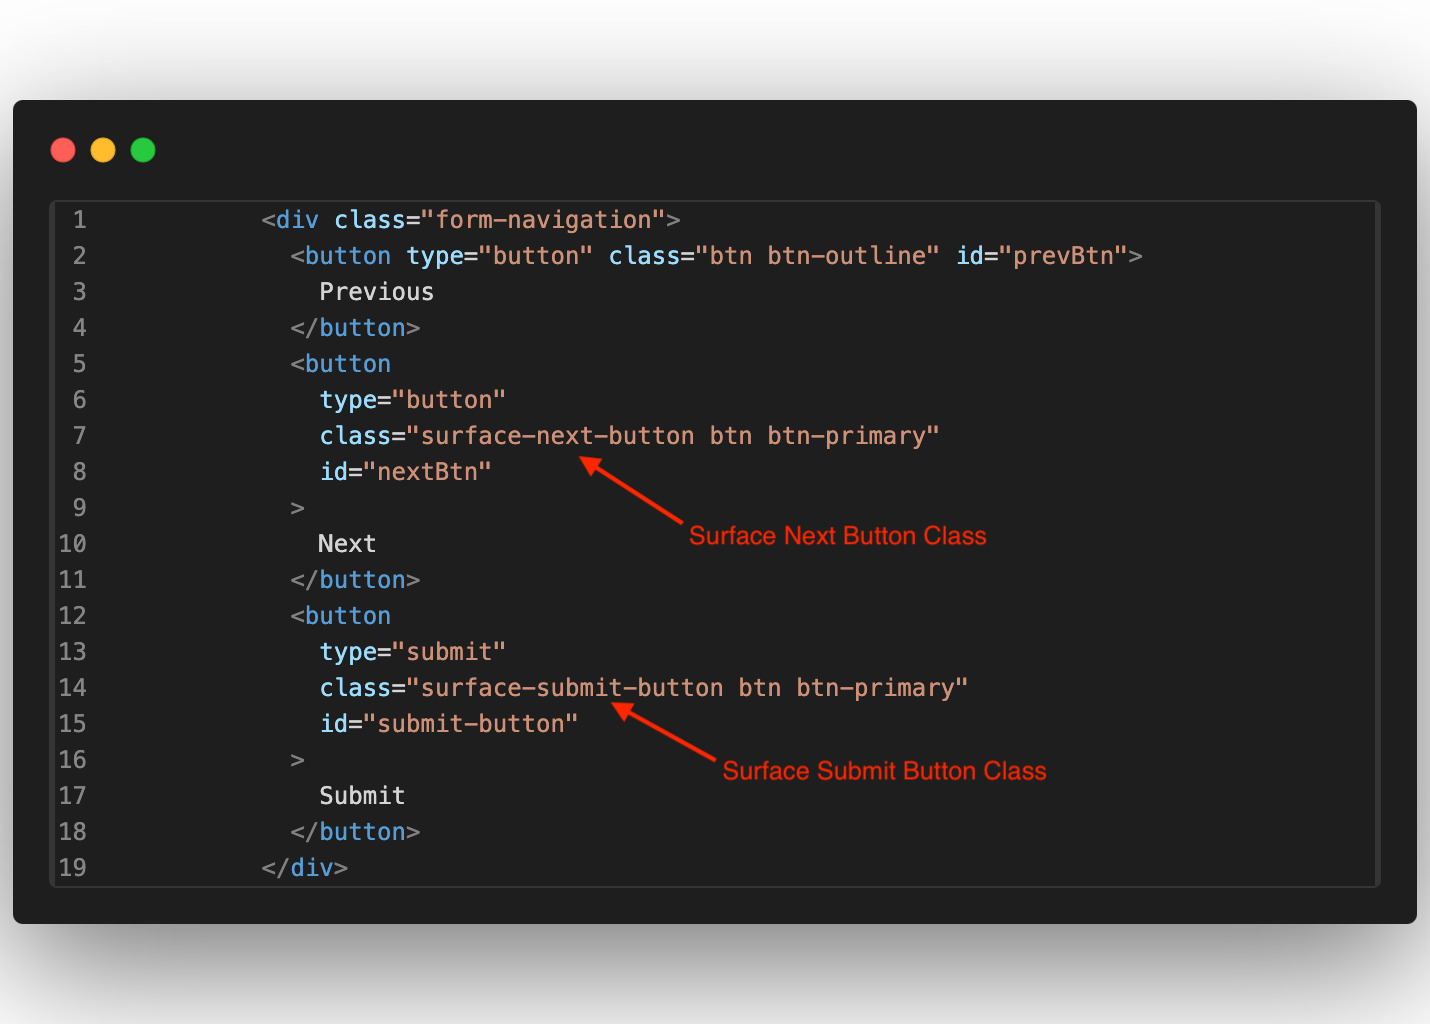 1 <div class="form-navigation">
2 <button type="button" class="btn btn-outline" id="prevBtn">
3 Previous
4 </button>
5 <button
6 type="button"
7 class="surface-next-button btn btn-primary"
8 id="nextBtn"
9 >
Surface Next Button Class
10 Next
11 </button>
12 <button
13 type="submit"
14 class="surface-submit-button btn btn-primary"
15 id="submit-button"
16 >
Surface Submit Button Class
17 Submit
18 </button>
19 </div>